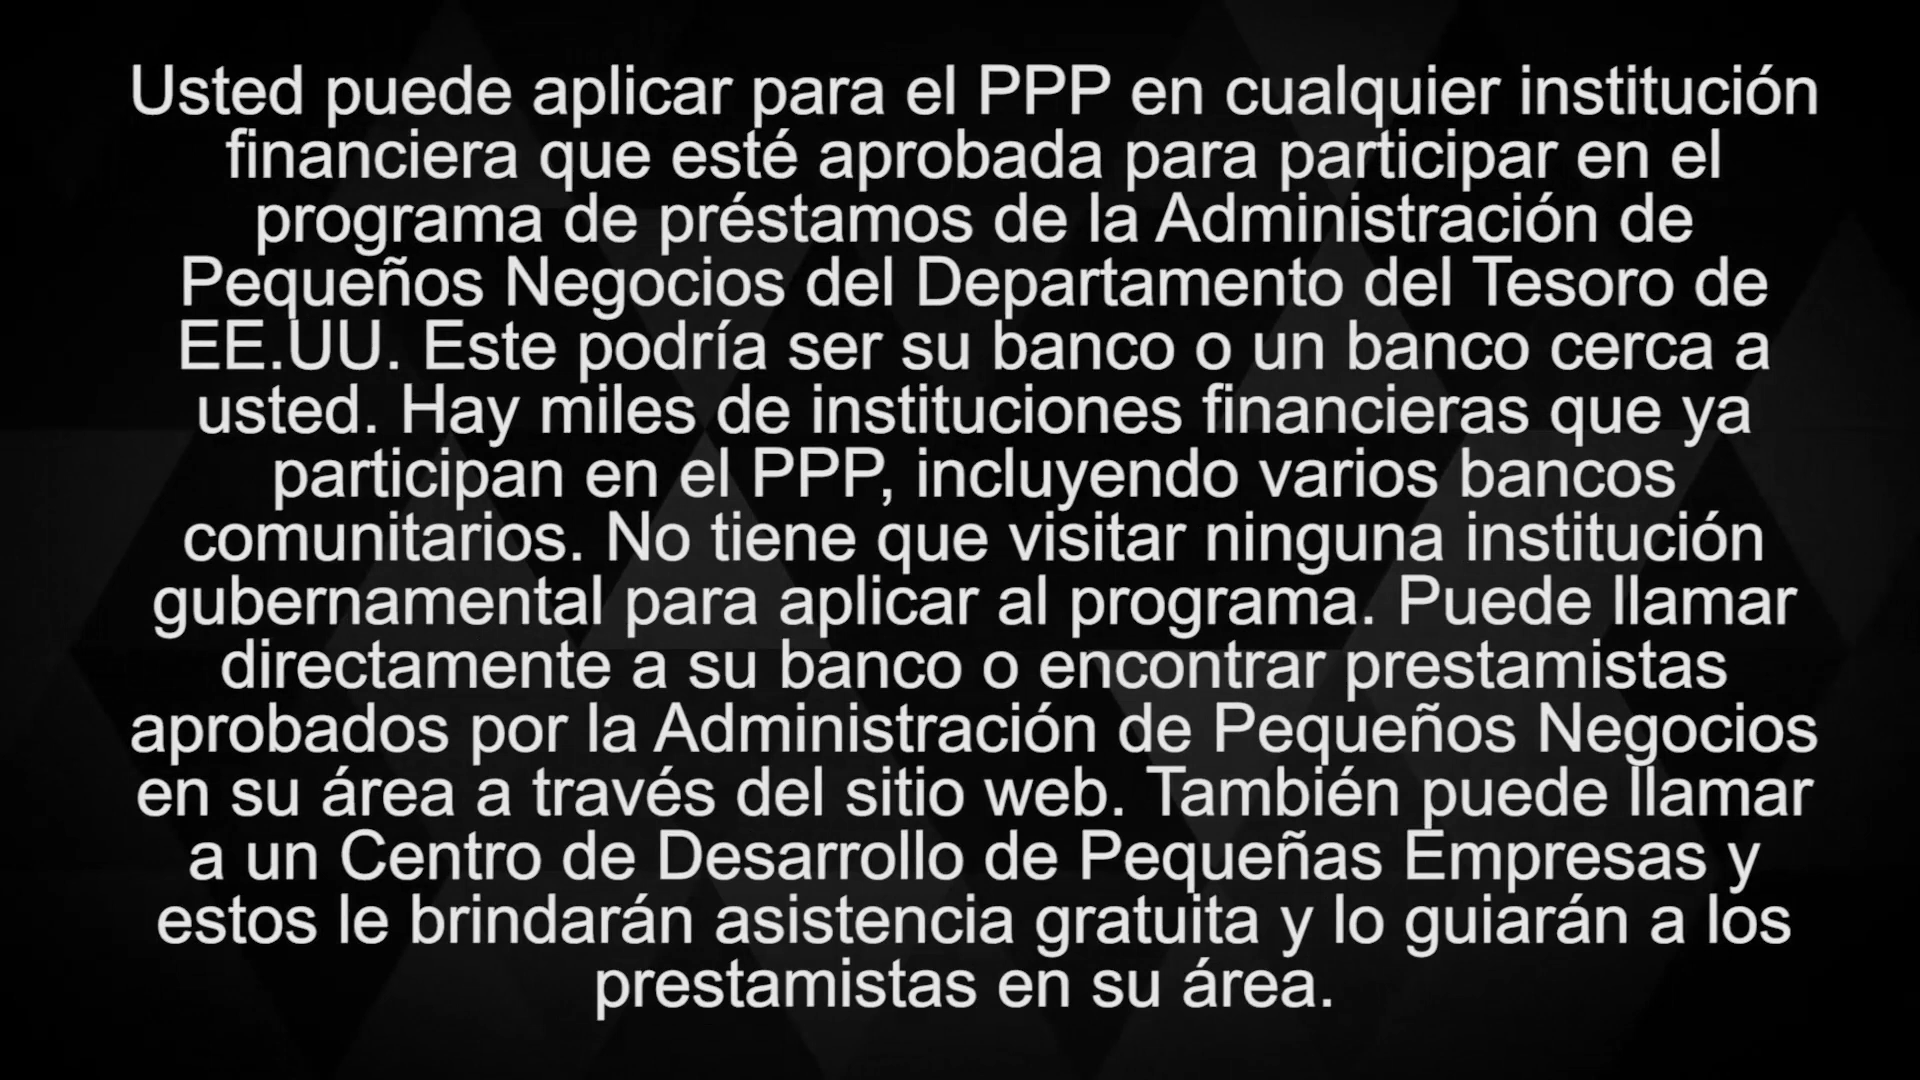 Usted puede aplicar para el PPP en cualquier institución
financiera que esté aprobada para participar en el
programa de préstamos de la Administración de
Pequeños Negocios del Departamento del Tesoro de
EE.UU. Este podría ser su banco o un banco cerca a
usted. Hay miles de instituciones financieras que ya
participan en el PPP, incluyendo varios bancos
comunitarios. No tiene que visitar ninguna institución
gubernamental para aplicar al programa. Puede llamar
directamente a su banco o encontrar prestamistas
aprobados por la Administración de Pequeños Negocios
en su área a través del sitio web. También puede llamar
a un Centro de Desarrollo de Pequeñas Empresas y
estos le brindarán asistencia gratuita y lo guiarán a los
prestamistas en su área.